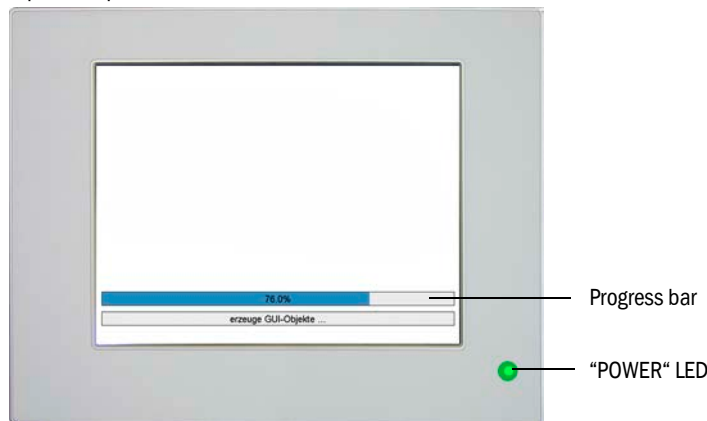 76.0%
erzeuge GUI-Objekte ...
Progress bar
“POWER“ LED